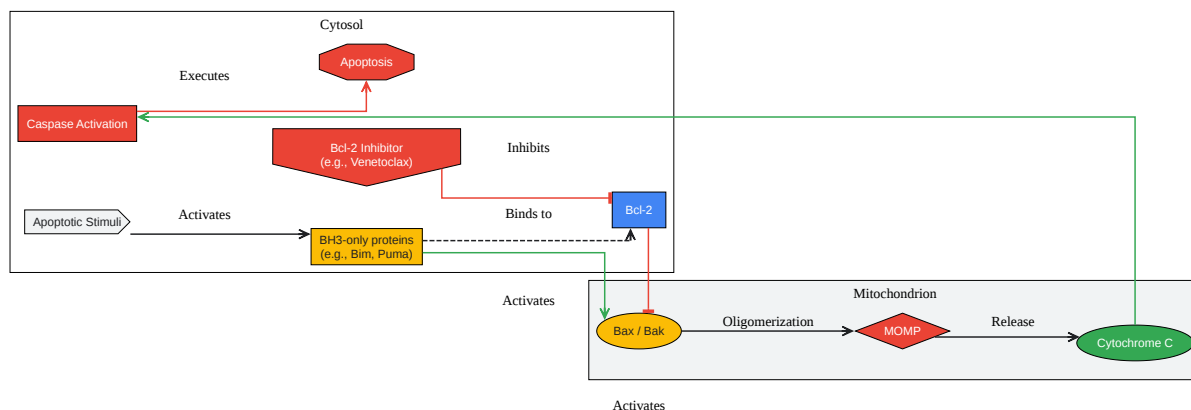 Cytosol
Apoptosis
Executes
Caspase Activation
Bcl-2 Inhibitor
(e.g., Venetoclax)
Inhibits
Bcl-2
Binds to
Apoptotic Stimuli
Activates
BH3-only proteins
(e.g., Bim, Puma)
Activates
Mitochondrion
Bax / Bak
Oligomerization
MOMP
Release
Cytochrome C
Activates